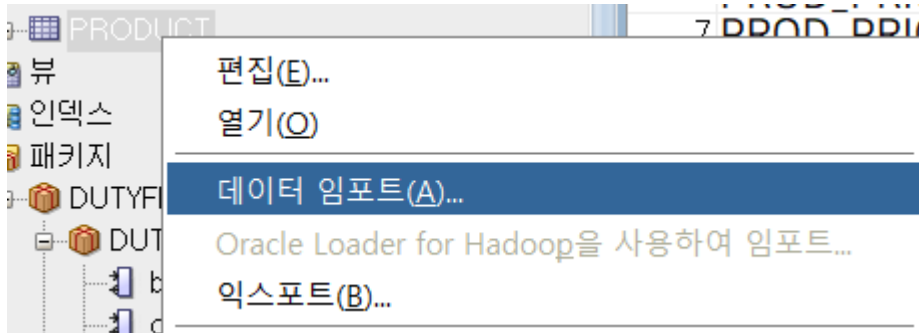 PRODUCT
7
뷰
인덱스
패키지
DUTYF
DUT
b
편집(E)...
열기(O)
데이터 임포트(A)...
Oracle Loader for Hadoop을 사용하여 임포트...
익스포트(B)...